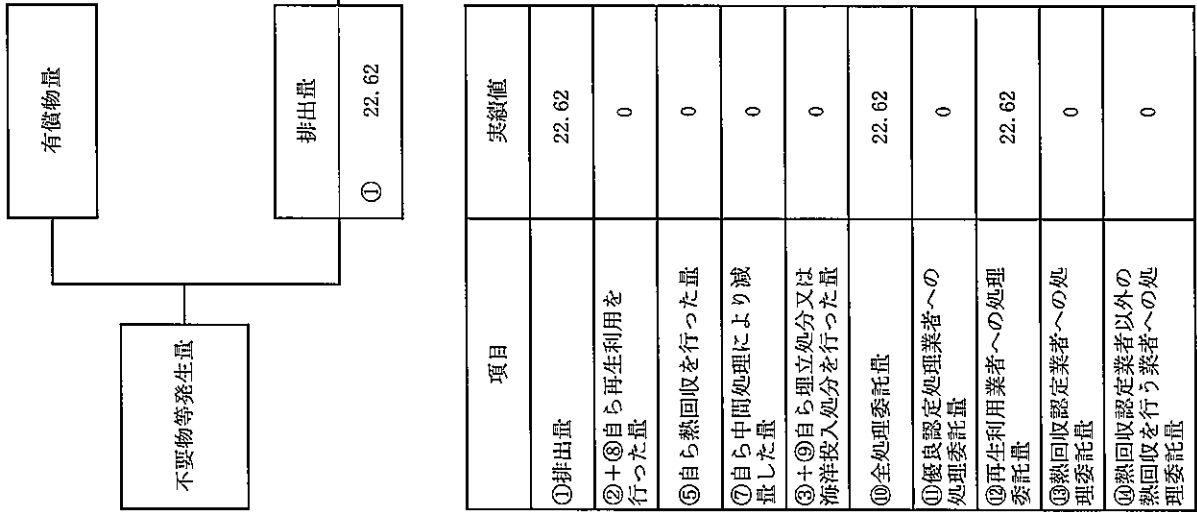 有償物量
不要物等発生量
排出量
① 22.62
項目 実績値
①排出量 22.62
②+⑧自ら再生利用を
行った量 0
⑤自ら熱回収を行った量 0
⑦自ら中間処理により減
量した量 0
③+⑨自ら埋立処分又は
海洋投入処分を行った量 0
⑩全処理委託量 22.62
⑪優良認定処理業者への
処理委託量 0
⑫再生利用業者への処理
委託量 22.62
⑬熱回収認定業者への処
理委託量 0
⑭熱回収認定業者以外の
熱回収を行う業者への処
理委託量 0